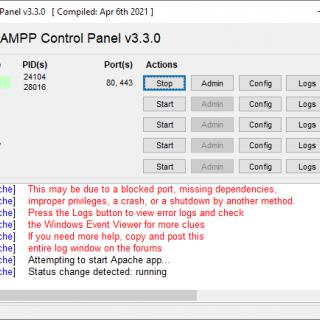 Panel v3.3.0 [ Compiled: Apr 6th 2021 ]
AMPP Control Panel v3.3.0
PID(s) Port(s) Actions
24104
28016 80, 443 Stop Admin Config Logs
Start Admin Config Logs
Start Admin Config Logs
Start Admin Config Logs
Start Admin Config Logs
che] This may be due to a blocked port, missing dependencies,
che] improper privileges, a crash, or a shutdown by another method.
che] Press the Logs button to view error logs and check
che] the Windows Event Viewer for more clues
che] If you need more help, copy and post this
che] entire log window on the forums
che] Attempting to start Apache app...
che] Status change detected: running